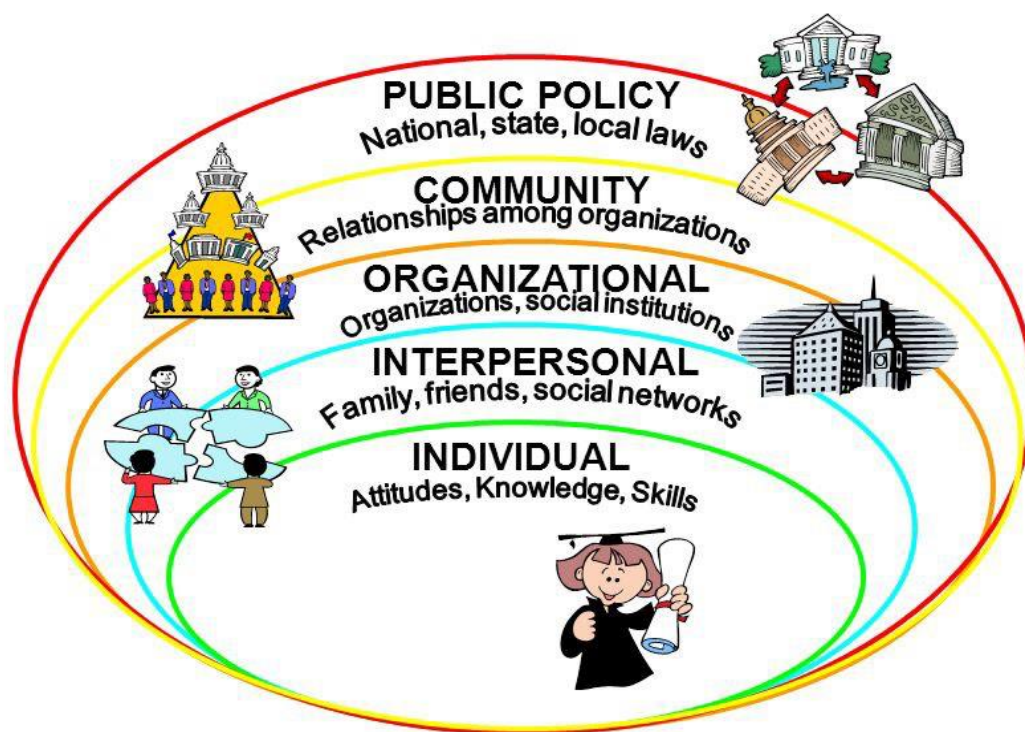 PUBLIC POLICY
National, state, local laws
COMMUNITY
Relationships among organizations
ORGANIZATIONAL
Organizations, social institutions
INTERPERSONAL
Family, friends, social networks
INDIVIDUAL
Attitudes, Knowledge, Skills